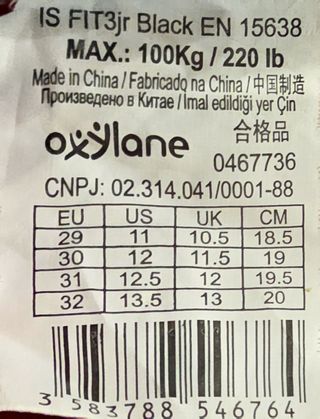 IS FIT3jr Black EN 15638
MAX.: 100Kg / 220 lb
Made in China / Fabricado na China / 中国制造
Произведено в Китае / İmal edildiği yer Çin
oxylane
合格品
0467736
CNPJ: 02.314.041/0001-88
EU US UK CM
29 11 10.5 18.5
30 12 11.5 19
31 12.5 12 19.5
32 13.5 13 20
3 583788 546764